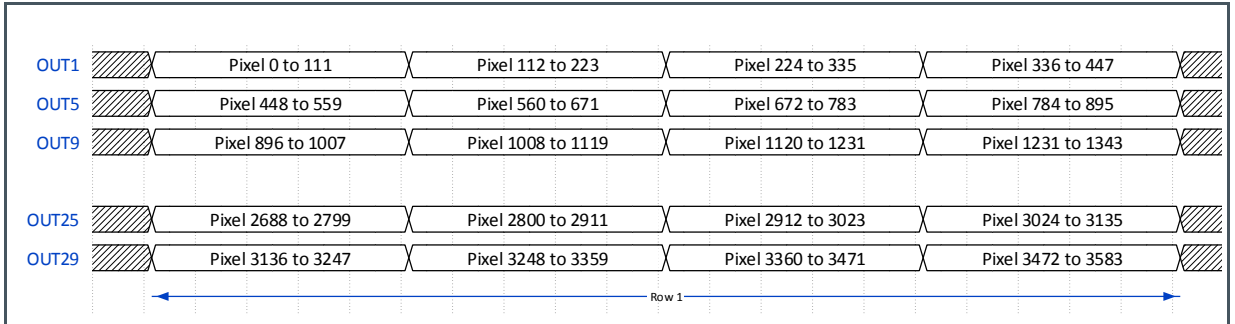 OUT1 Pixel 0 to 111 Pixel 112 to 223 Pixel 224 to 335 Pixel 336 to 447
OUT5 Pixel 448 to 559 Pixel 560 to 671 Pixel 672 to 783 Pixel 784 to 895
OUT9 Pixel 896 to 1007 Pixel 1008 to 1119 Pixel 1120 to 1231 Pixel 1231 to 1343
OUT25 Pixel 2688 to 2799 Pixel 2800 to 2911 Pixel 2912 to 3023 Pixel 3024 to 3135
OUT29 Pixel 3136 to 3247 Pixel 3248 to 3359 Pixel 3360 to 3471 Pixel 3472 to 3583
Row 1